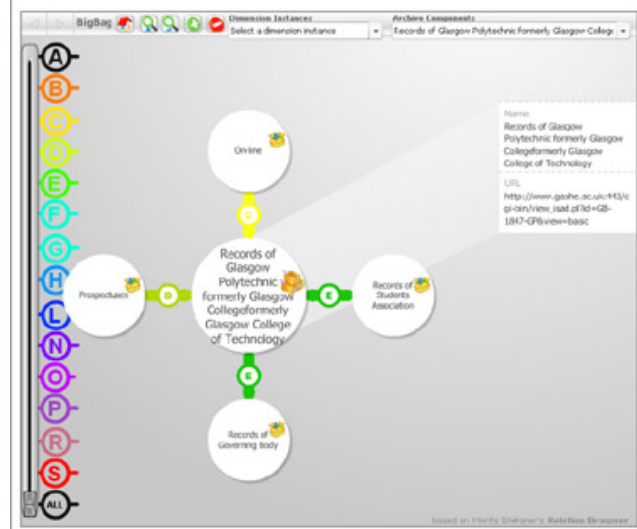 BigBag
Dimension Instances
Select a dimension instance
Archive Components
Records of Glasgow Polytechnic formerly Glasgow Colleg
A
B
C
D
E
F
G
H
L
N
O
P
R
S
ALL
On-line
C
Prospectuses
D
Records of
Glasgow
Polytechnic
formerly Glasgow
Collegeformerly
Glasgow College
of Technology
E
Records of
Students
Association
E
Records of
Governing Body
Name
Records of Glasgow
Polytechnic formerly Glasgow
Collegeformerly Glasgow
College of Technology
URL
http://www.gashe.ac.uk:443/c
gi-bin/view_isad.pl?id=GB-
1847-GP&view=basic
based on Moritz Stefaner's Relation Browser